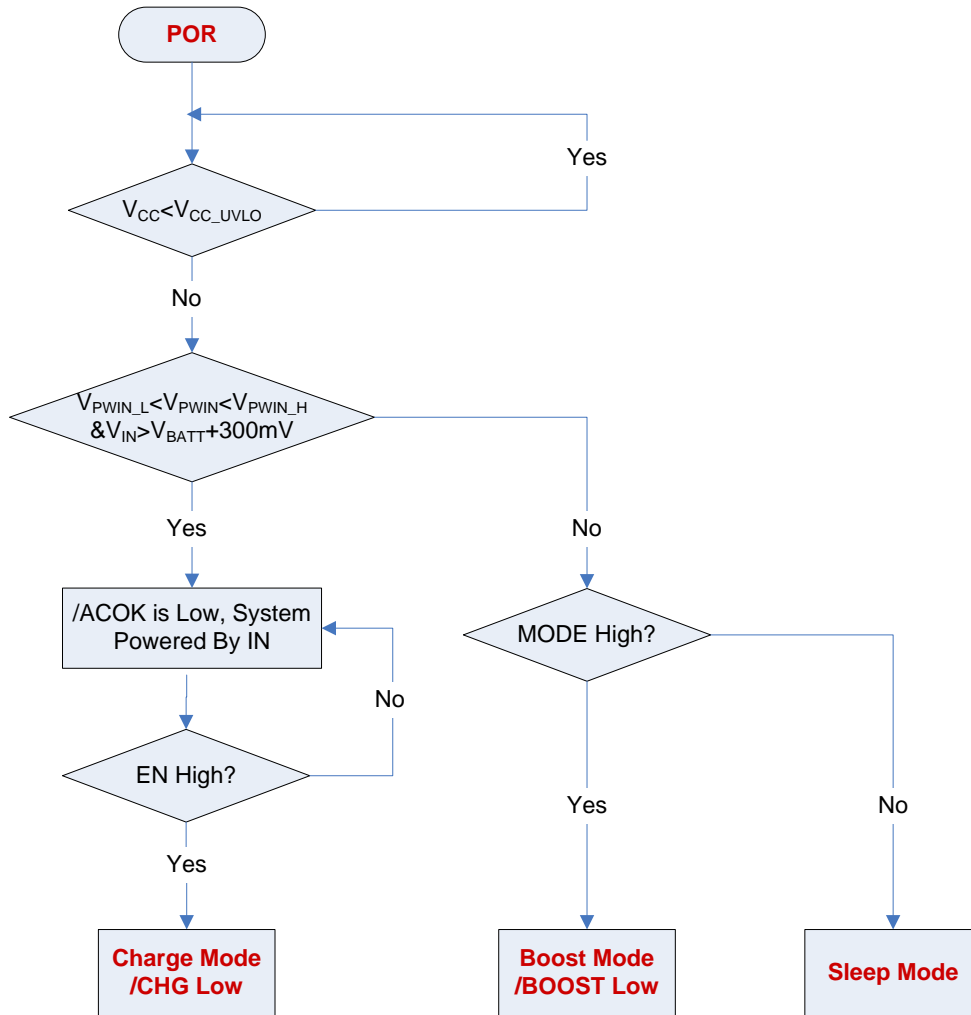 POR
Yes
VCC<VCC_UVLO
No
VPWIN_L<VPWIN<VPWIN_H
&VIN>VBATT+300mV
Yes
No
/ACOK is Low, System
Powered By IN
MODE High?
No
EN High?
Yes
No
Yes
Charge Mode
/CHG Low
Boost Mode
/BOOST Low
Sleep Mode